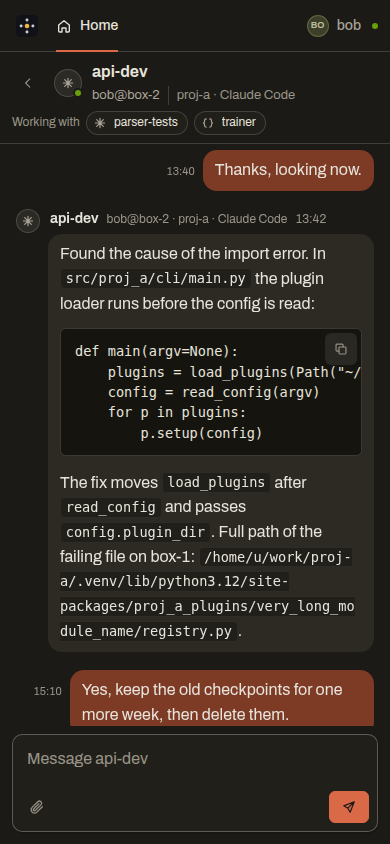 Home
BO bob
api-dev
bob@box-2 proj-a · Claude Code
Working with parser-tests {} trainer
13:40 Thanks, looking now.
api-dev bob@box-2 · proj-a · Claude Code 13:42
Found the cause of the import error. In
src/proj_a/cli/main.py the plugin
loader runs before the config is read:
def main(argv=None):
    plugins = load_plugins(Path("~/
    config = read_config(argv)
    for p in plugins:
        p.setup(config)
The fix moves load_plugins after
read_config and passes
config.plugin_dir. Full path of the
failing file on box-1: /home/u/work/proj-
a/.venv/lib/python3.12/site-
packages/proj_a_plugins/very_long_mo
dule_name/registry.py.
15:10 Yes, keep the old checkpoints for one
more week, then delete them.
Message api-dev